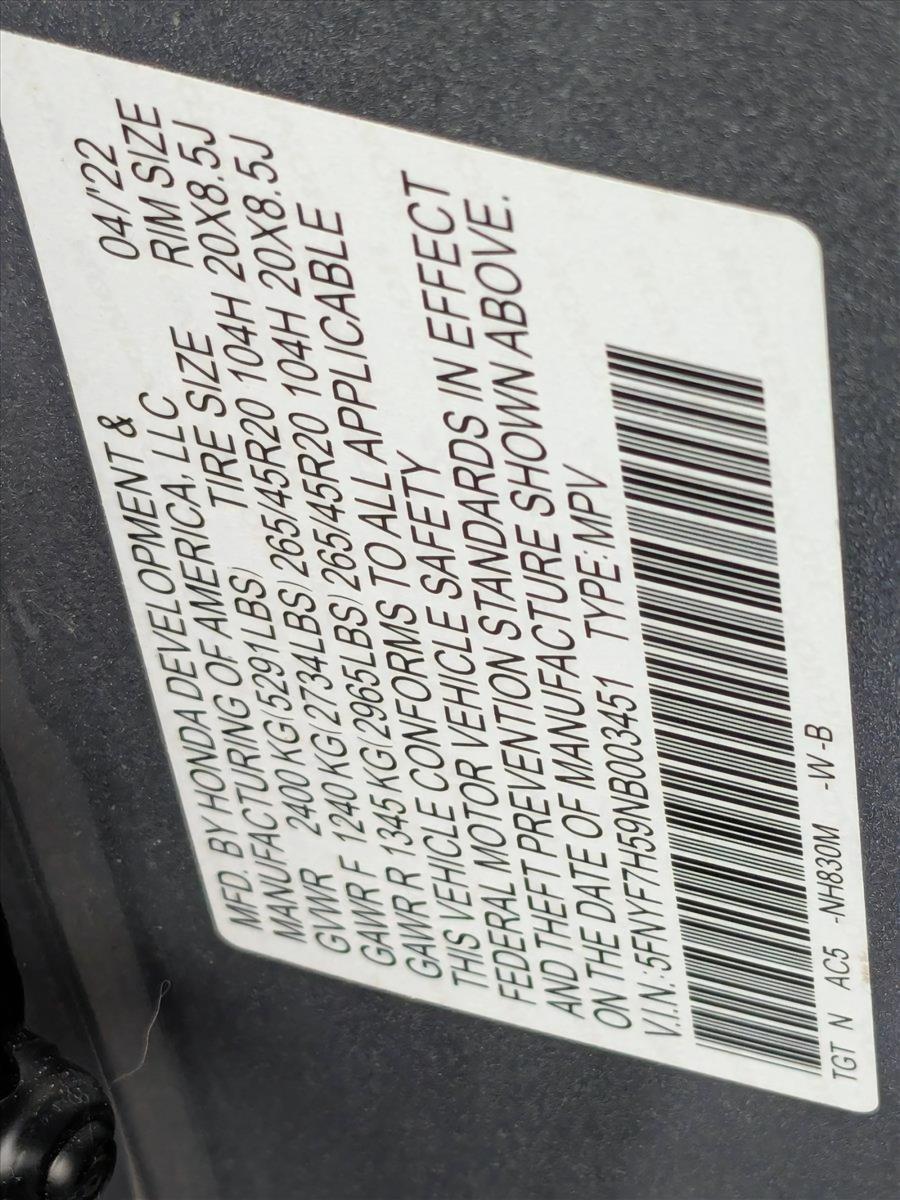 MFD. BY HONDA DEVELOPMENT & 04/'22
MANUFACTURING OF AMERICA, LLC RIM SIZE
TIRE SIZE
GVWR 2400 KG (5291LBS)
GAWR F 1240 KG (2734LBS) 265/45R20 104H 20X8.5J
GAWR R 1345 KG (2965LBS) 265/45R20 104H 20X8.5J
THIS VEHICLE CONFORMS TO ALL APPLICABLE
FEDERAL MOTOR VEHICLE SAFETY
AND THEFT PREVENTION STANDARDS IN EFFECT
ON THE DATE OF MANUFACTURE SHOWN ABOVE.
V.I.N.: 5FNYF7H59NB003451 TYPE: MPV
TGT N AC5 -NH830M -W -B